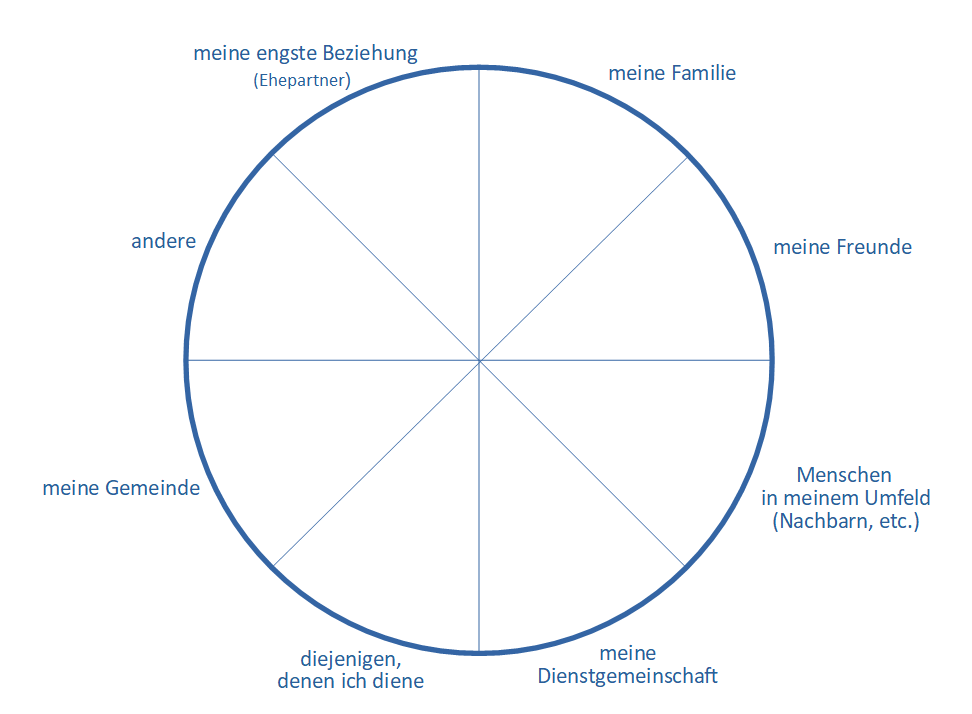 meine engste Beziehung
(Ehepartner)
meine Familie
meine Freunde
Menschen
in meinem Umfeld
(Nachbarn, etc.)
meine
Dienstgemeinschaft
diejenigen,
denen ich diene
meine Gemeinde
andere